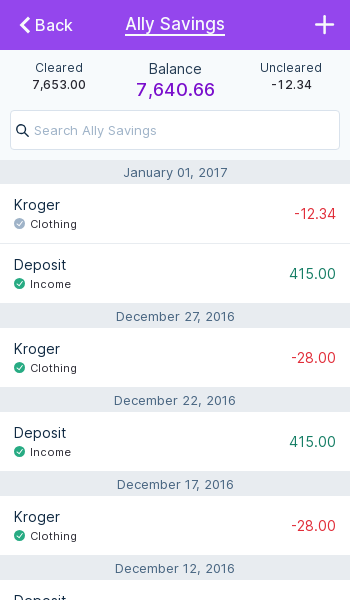 Back
Ally Savings
Cleared
7,653.00
Balance
7,640.66
Uncleared
-12.34
Search Ally Savings
January 01, 2017
Kroger
Clothing
-12.34
Deposit
Income
415.00
December 27, 2016
Kroger
Clothing
-28.00
December 22, 2016
Deposit
Income
415.00
December 17, 2016
Kroger
Clothing
-28.00
December 12, 2016
Deposit